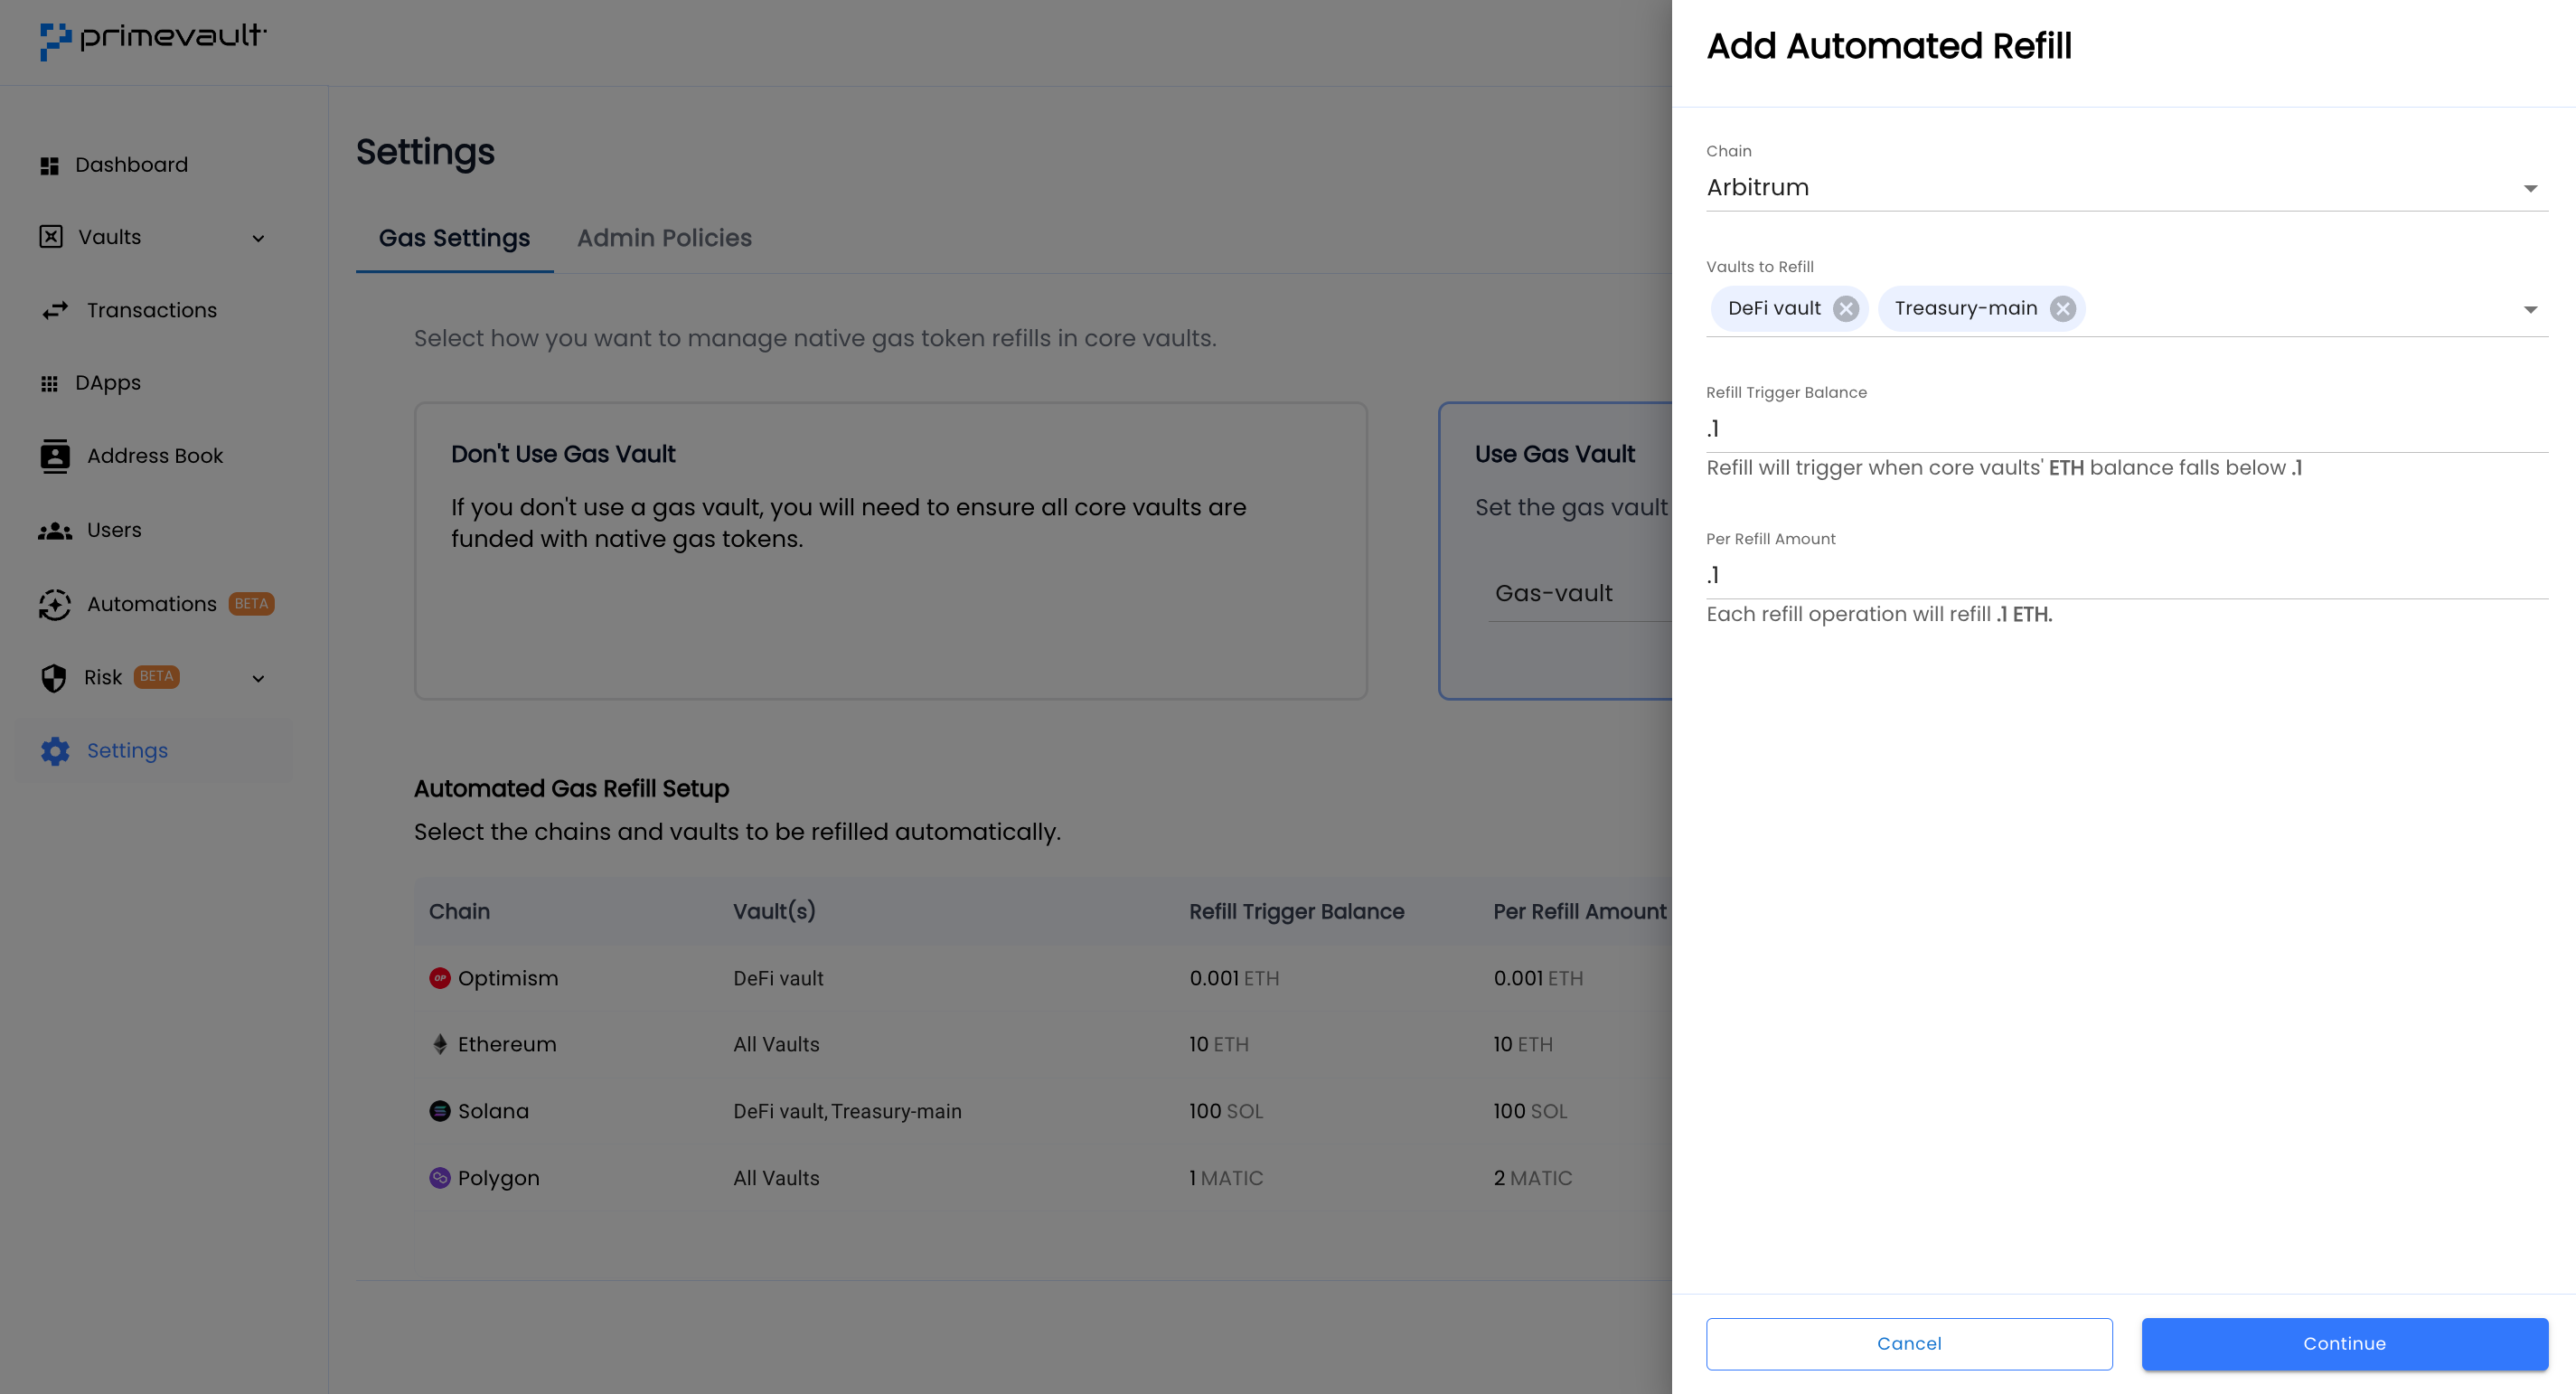 primevault
Dashboard
Vaults
Transactions
DApps
Address Book
Users
Automations BETA
Risk BETA
Settings
Settings
Gas Settings Admin Policies
Select how you want to manage native gas token refills in core vaults.
Don't Use Gas Vault
If you don't use a gas vault, you will need to ensure all core vaults are
funded with native gas tokens.
Use Gas Vault
Set the gas vault
Gas-vault
Automated Gas Refill Setup
Select the chains and vaults to be refilled automatically.
Chain Vault(s) Refill Trigger Balance Per Refill Amount
OP Optimism DeFi vault 0.001 ETH 0.001 ETH
Ethereum All Vaults 10 ETH 10 ETH
Solana DeFi vault, Treasury-main 100 SOL 100 SOL
Polygon All Vaults 1 MATIC 2 MATIC
Add Automated Refill
Chain
Arbitrum
Vaults to Refill
DeFi vault Treasury-main
Refill Trigger Balance
.1
Refill will trigger when core vaults' ETH balance falls below .1
Per Refill Amount
.1
Each refill operation will refill .1 ETH.
Cancel Continue